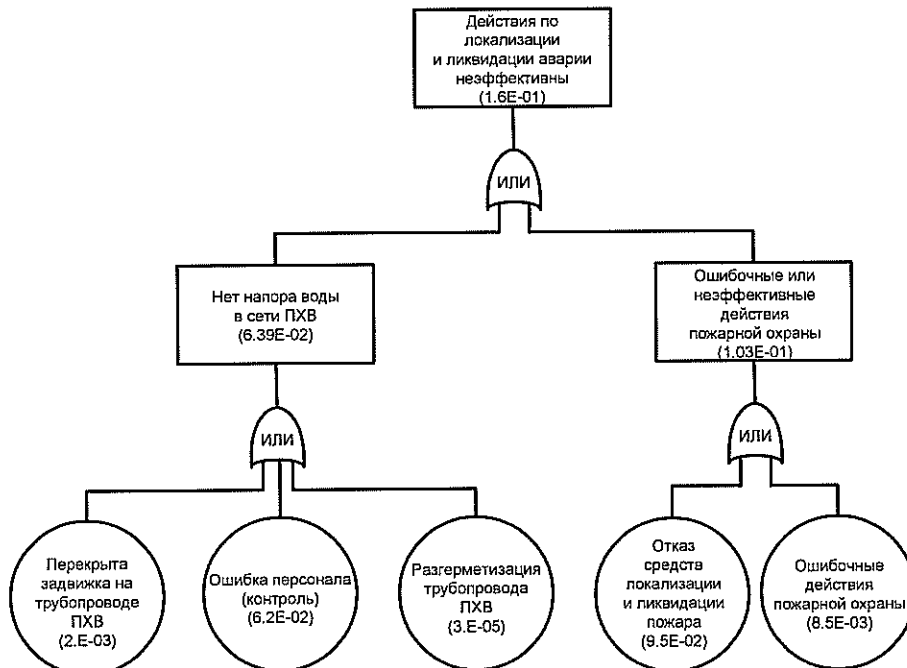 Действия по
локализации
и ликвидации аварии
неэффективны
(1.6E-01)
ИЛИ
Нет напора воды
в сети ПХВ
(6.39E-02)
Ошибочные или
неэффективные
действия
пожарной охраны
(1.03E-01)
ИЛИ
ИЛИ
Перекрыта
задвижка на
трубопроводе
ПХВ
(2.E-03)
Ошибка персонала
(контроль)
(6.2E-02)
Разгерметизация
трубопровода
ПХВ
(3.E-05)
Отказ
средств
локализации
и ликвидации
пожара
(9.5E-02)
Ошибочные
действия
пожарной охраны
(8.5E-03)